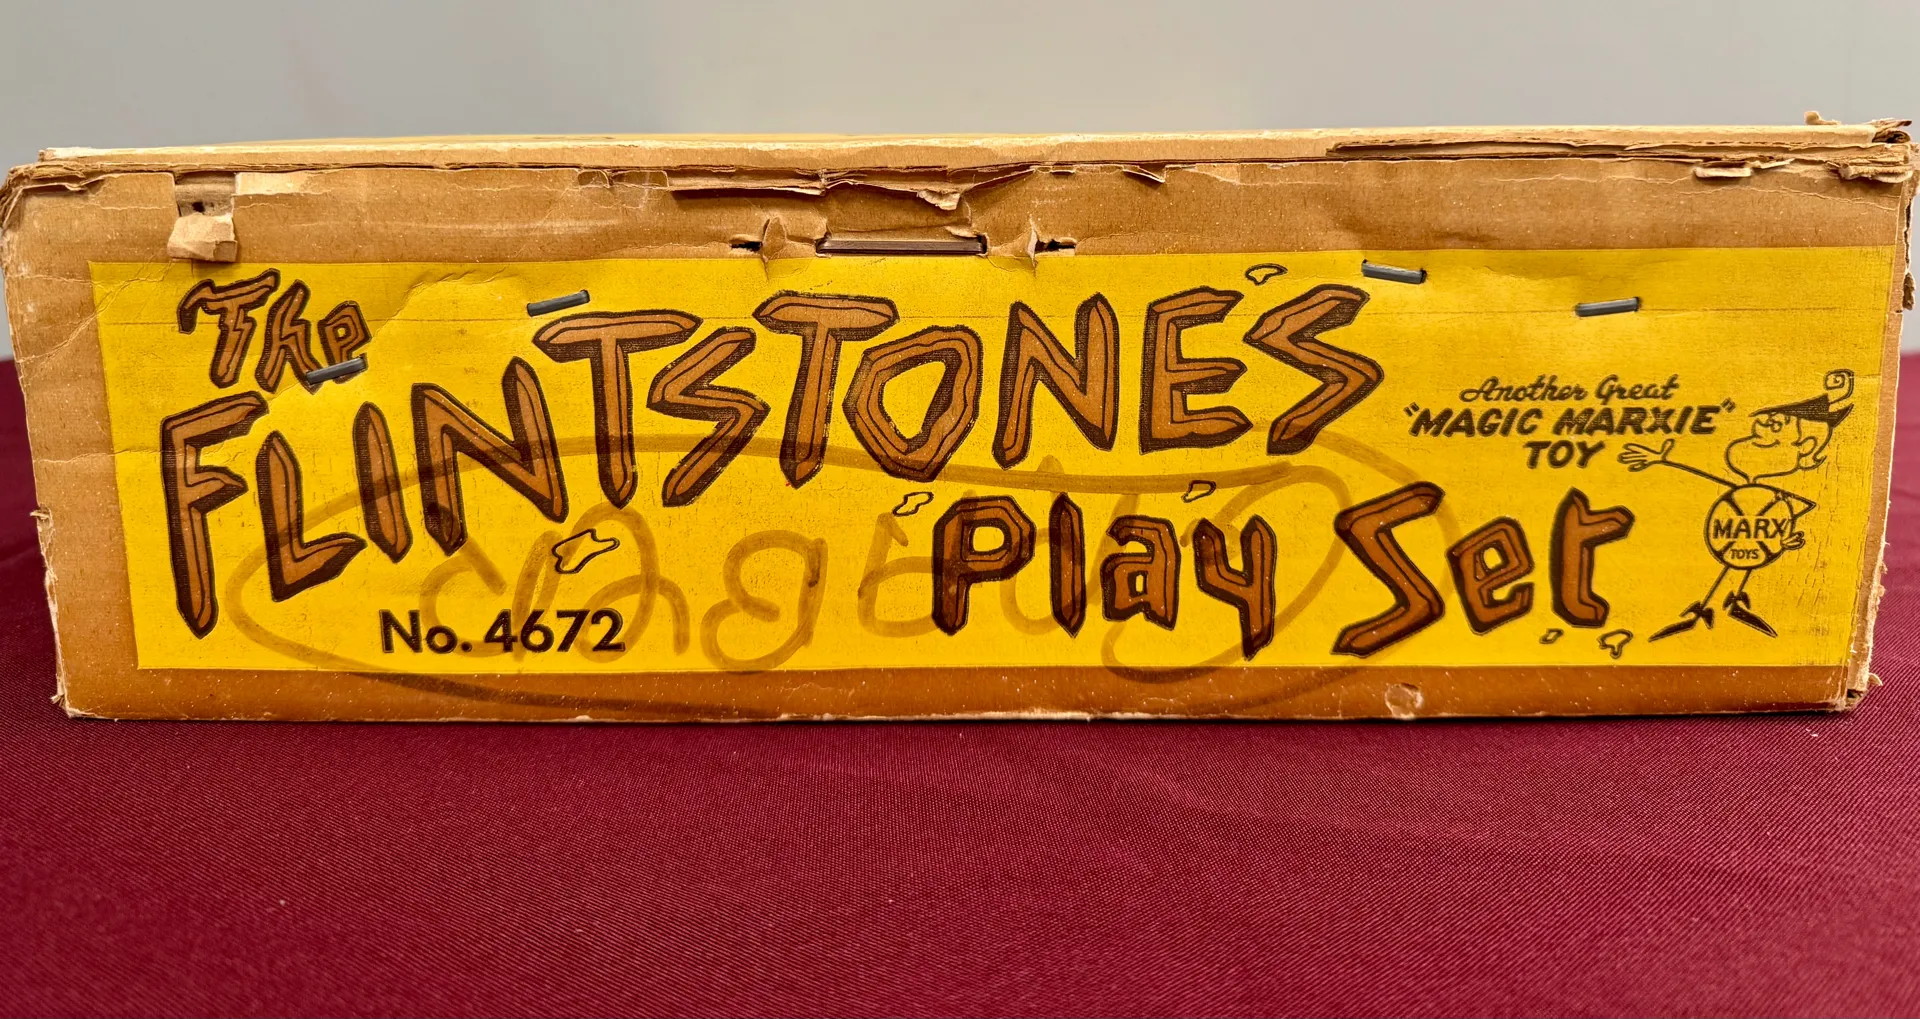 The
FLINTSTONES
Play Set
No. 4672
Another Great
"MAGIC MARXIE"
TOY
MARX
TOYS